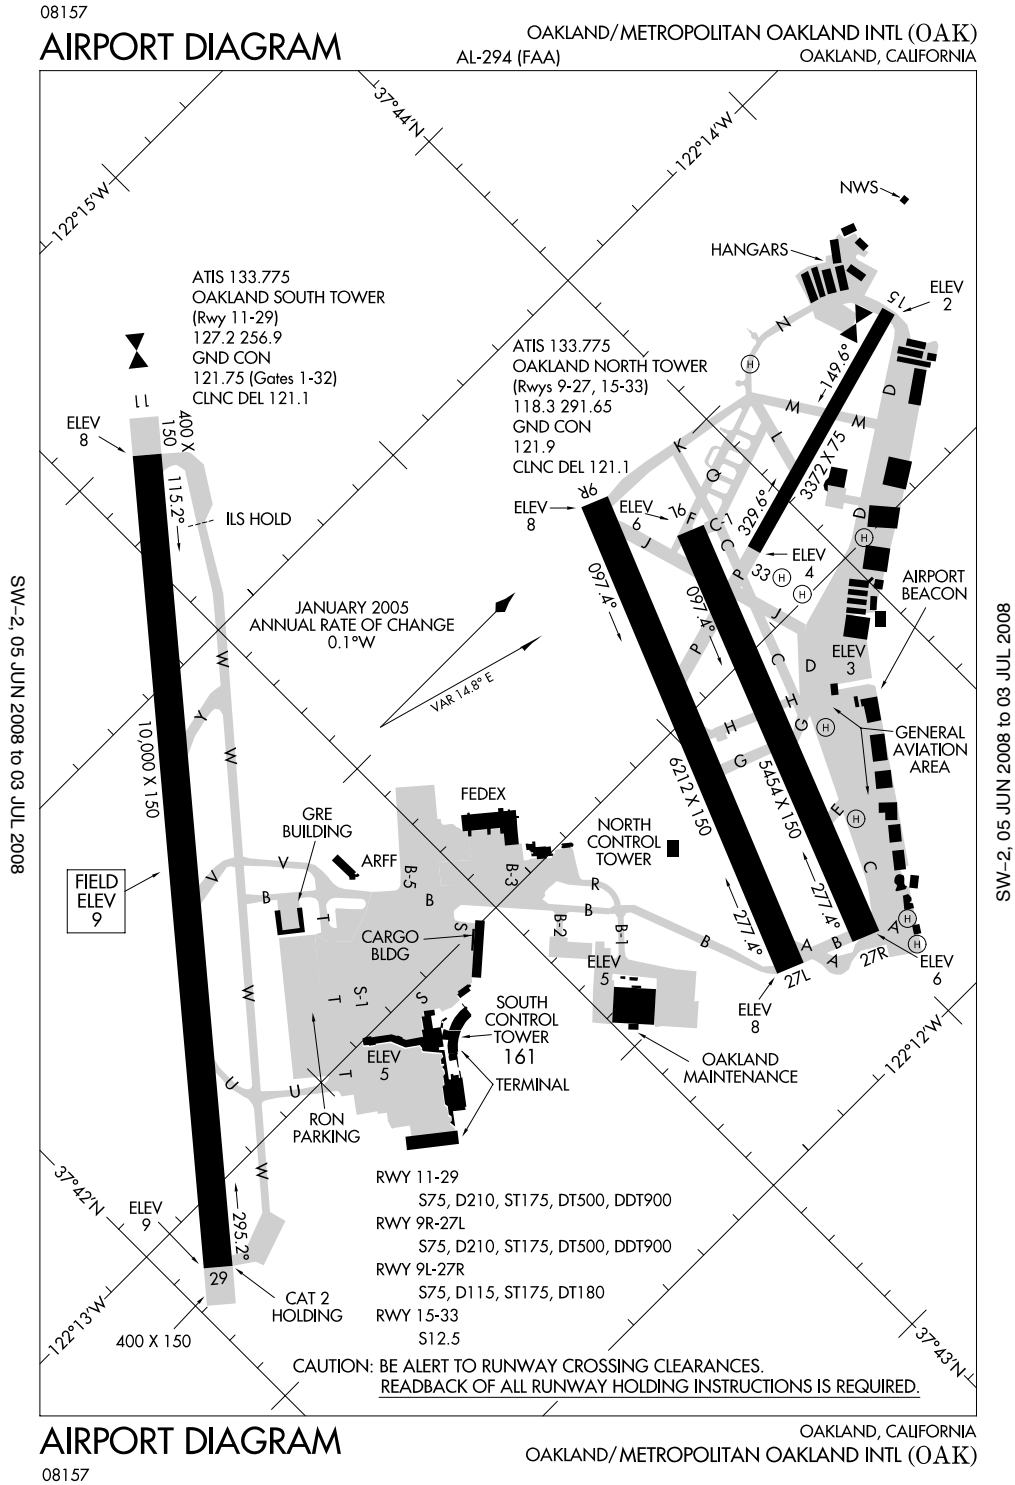 08157
AIRPORT DIAGRAM
AL-294 (FAA)
OAKLAND/METROPOLITAN OAKLAND INTL (OAK)
OAKLAND, CALIFORNIA
37°44'N
122°14'W
122°15'W
NWS
HANGARS
15
ELEV
2
ATIS 133.775
OAKLAND SOUTH TOWER
(Rwy 11-29)
127.2 256.9
GND CON
121.75 (Gates 1-32)
CLNC DEL 121.1
ATIS 133.775
OAKLAND NORTH TOWER
(Rwys 9-27, 15-33)
118.3 291.65
GND CON
121.9
CLNC DEL 121.1
N
H
149.6°
D
M
M
L
K
Q
3372 X 75
329.6°
11
400 X
150
ELEV
8
115.2°
ILS HOLD
9R
ELEV
8
ELEV
6
9L
F
C-1
J
C
P
33
H
H
ELEV
4
D
H
AIRPORT
BEACON
JANUARY 2005
ANNUAL RATE OF CHANGE
0.1°W
VAR 14.8° E
097.4°
097.4°
P
J
C
D
ELEV
3
H
G
H
H
G
GENERAL
AVIATION
AREA
W
Y
W
10,000 X 150
6212 X 150
5454 X 150
E
H
FEDEX
GRE
BUILDING
ARFF
NORTH
CONTROL
TOWER
V
V
B
T
B-5
B
B-3
R
B
C
FIELD
ELEV
9
CARGO
BLDG
S
B-2
B-1
B
277.4°
277.4°
A
B
A
A
H
H
27L
27R
ELEV
6
ELEV
8
ELEV
5
W
T
S-1
S
SOUTH
CONTROL
TOWER
161
ELEV
5
TERMINAL
T
U
U
OAKLAND
MAINTENANCE
122°12'W
RON
PARKING
W
37°42'N
ELEV
9
295.2°
29
CAT 2
HOLDING
122°13'W
400 X 150
RWY 11-29
S75, D210, ST175, DT500, DDT900
RWY 9R-27L
S75, D210, ST175, DT500, DDT900
RWY 9L-27R
S75, D115, ST175, DT180
RWY 15-33
S12.5
37°43'N
CAUTION: BE ALERT TO RUNWAY CROSSING CLEARANCES.
READBACK OF ALL RUNWAY HOLDING INSTRUCTIONS IS REQUIRED.
SW-2, 05 JUN 2008 to 03 JUL 2008
SW-2, 05 JUN 2008 to 03 JUL 2008
AIRPORT DIAGRAM
08157
OAKLAND, CALIFORNIA
OAKLAND/METROPOLITAN OAKLAND INTL (OAK)